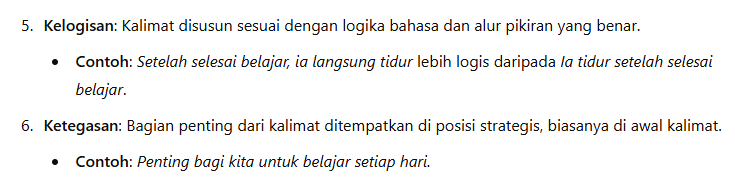 5. Kelogisan: Kalimat disusun sesuai dengan logika bahasa dan alur pikiran yang benar.
• Contoh: Setelah selesai belajar, ia langsung tidur lebih logis daripada Ia tidur setelah selesai
belajar.
6. Ketegasan: Bagian penting dari kalimat ditempatkan di posisi strategis, biasanya di awal kalimat.
• Contoh: Penting bagi kita untuk belajar setiap hari.